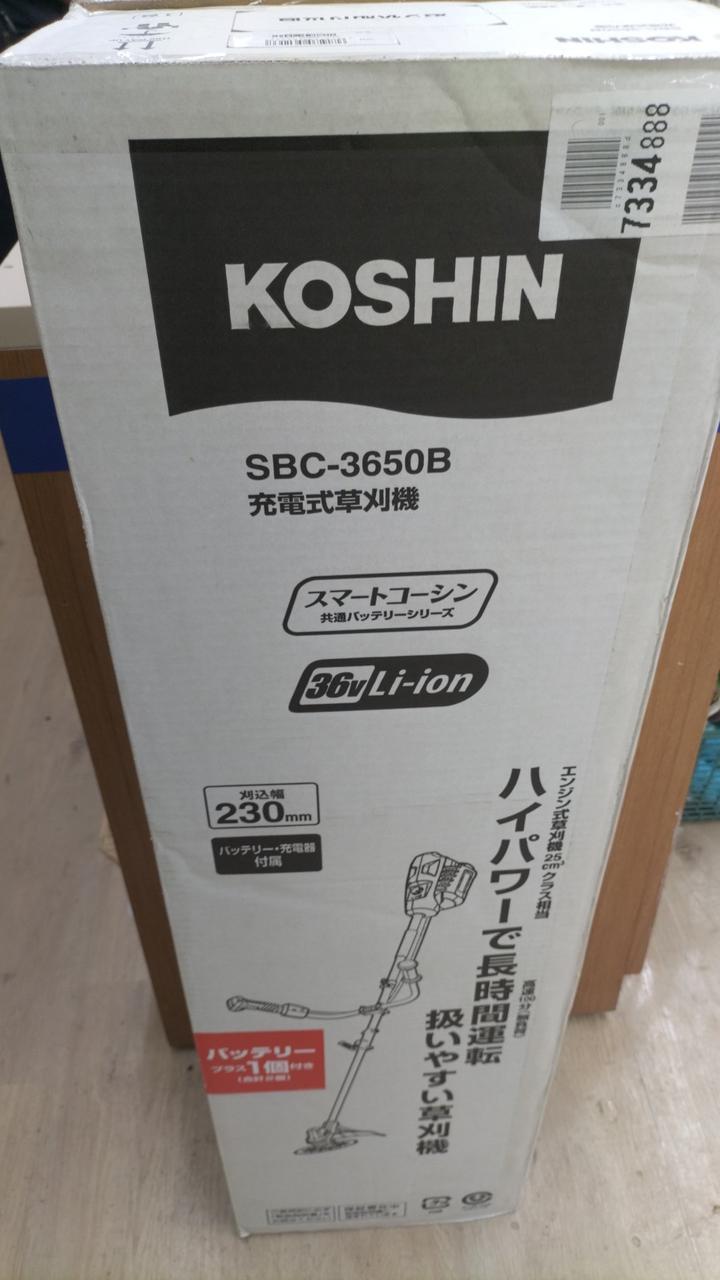 KOSHIN
7334888
KOSHIN
SBC-3650B
充電式草刈機
スマートコーシン
共通バッテリーシリーズ
36v Li-ion
刈込幅
230mm
バッテリー・充電器
付属
エンジン式草刈機25cm³クラス相当
ハイパワーで長時間運転
扱いやすい草刈機
バッテリー
プラス1個付き